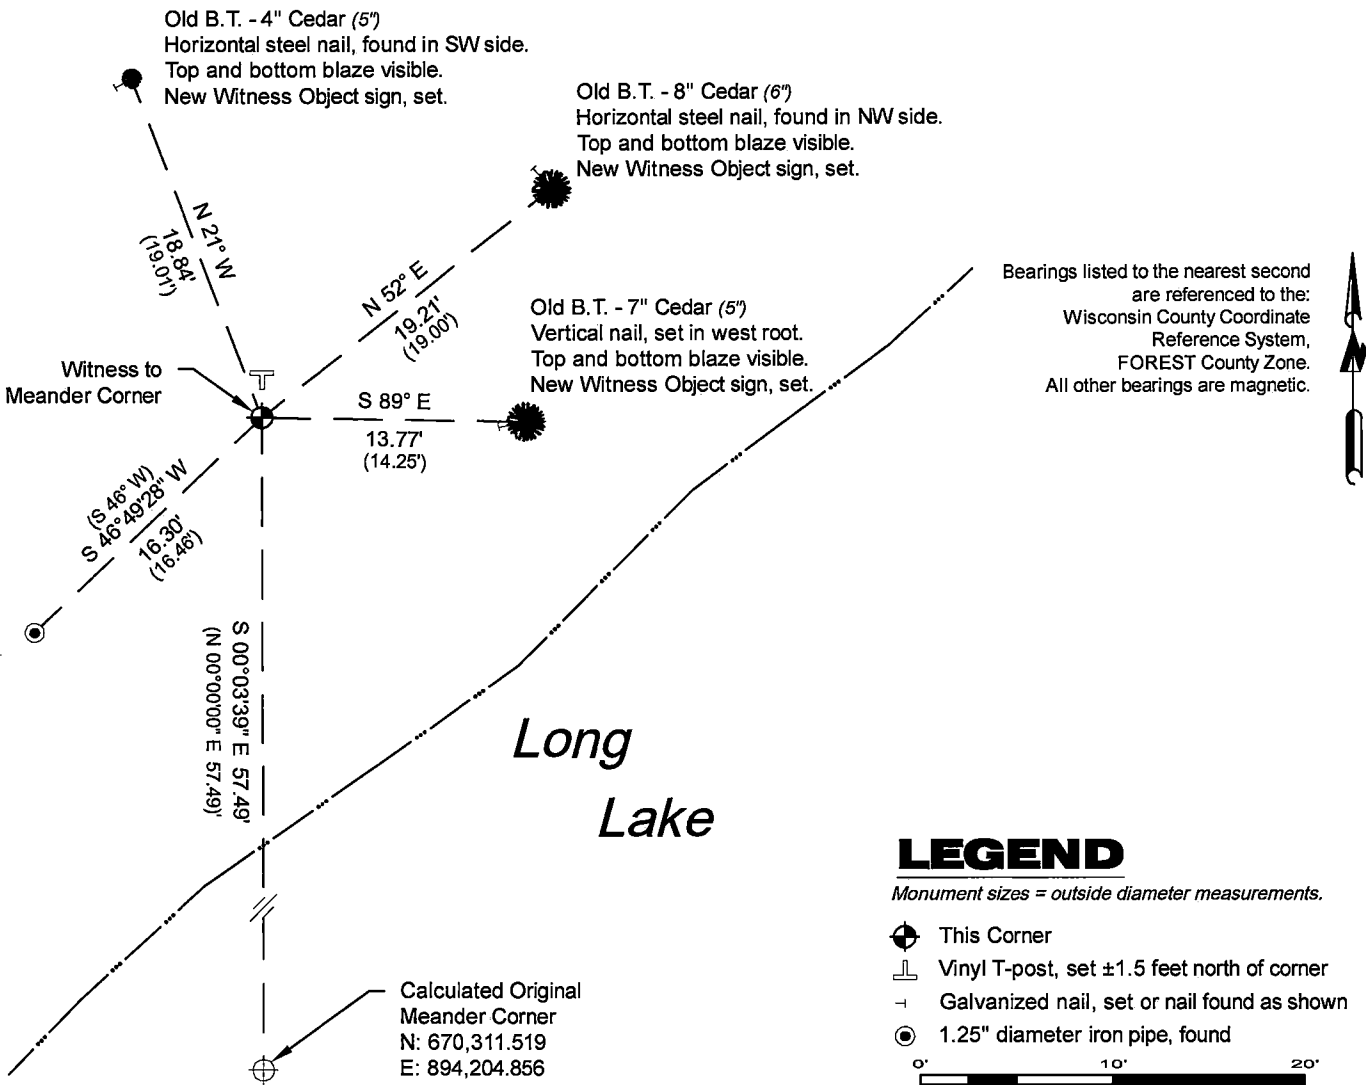 Old B.T. - 4" Cedar (5")
Horizontal steel nail, found in SW side.
Top and bottom blaze visible.
New Witness Object sign, set.
Old B.T. - 8" Cedar (6")
Horizontal steel nail, found in NW side.
Top and bottom blaze visible.
New Witness Object sign, set.
N 21° W
18.84'
(19.01')
N 52° E
19.21'
(19.00')
Bearings listed to the nearest second
are referenced to the:
Wisconsin County Coordinate
Reference System,
FOREST County Zone.
All other bearings are magnetic.
Old B.T. - 7" Cedar (5")
Vertical nail, set in west root.
Top and bottom blaze visible.
New Witness Object sign, set.
Witness to
Meander Corner
S 89° E
13.77'
(14.25')
(S 46° W)
S 46°49'28" W
16.30'
(16.46')
S 00°03'39" E 57.49'
(N 00°00'00" E 57.49)'
Long
Lake
Calculated Original
Meander Corner
N: 670,311.519
E: 894,204.856
LEGEND
Monument sizes = outside diameter measurements.
This Corner
Vinyl T-post, set ±1.5 feet north of corner
Galvanized nail, set or nail found as shown
1.25" diameter iron pipe, found
0' 10' 20'